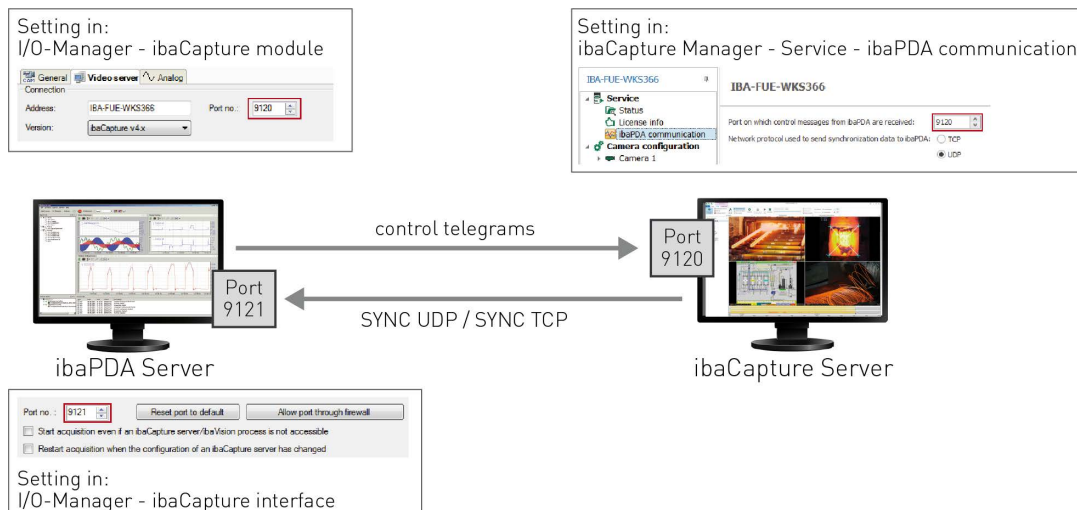 Setting in:
I/O-Manager - ibaCapture module
General Video server Analog
Connection
Address: IBA-FUE-WKS366 Port no.: 9120
Version: ibaCapture v4.x
Setting in:
ibaCapture Manager - Service - ibaPDA communication
IBA-FUE-WKS366
Service
Status
License info
ibaPDA communication
Camera configuration
Camera 1
IBA-FUE-WKS366
Port on which control messages from ibaPDA are received: 9120
Network protocol used to send synchronization data to ibaPDA: TCP
UDP
control telegrams
Port
9120
Port
9121
SYNC UDP / SYNC TCP
ibaPDA Server
ibaCapture Server
Port no. : 9121 Reset port to default Allow port through firewall
Start acquisition even if an ibaCapture server/ibaVision process is not accessible
Restart acquisition when the configuration of an ibaCapture server has changed
Setting in:
I/O-Manager - ibaCapture interface